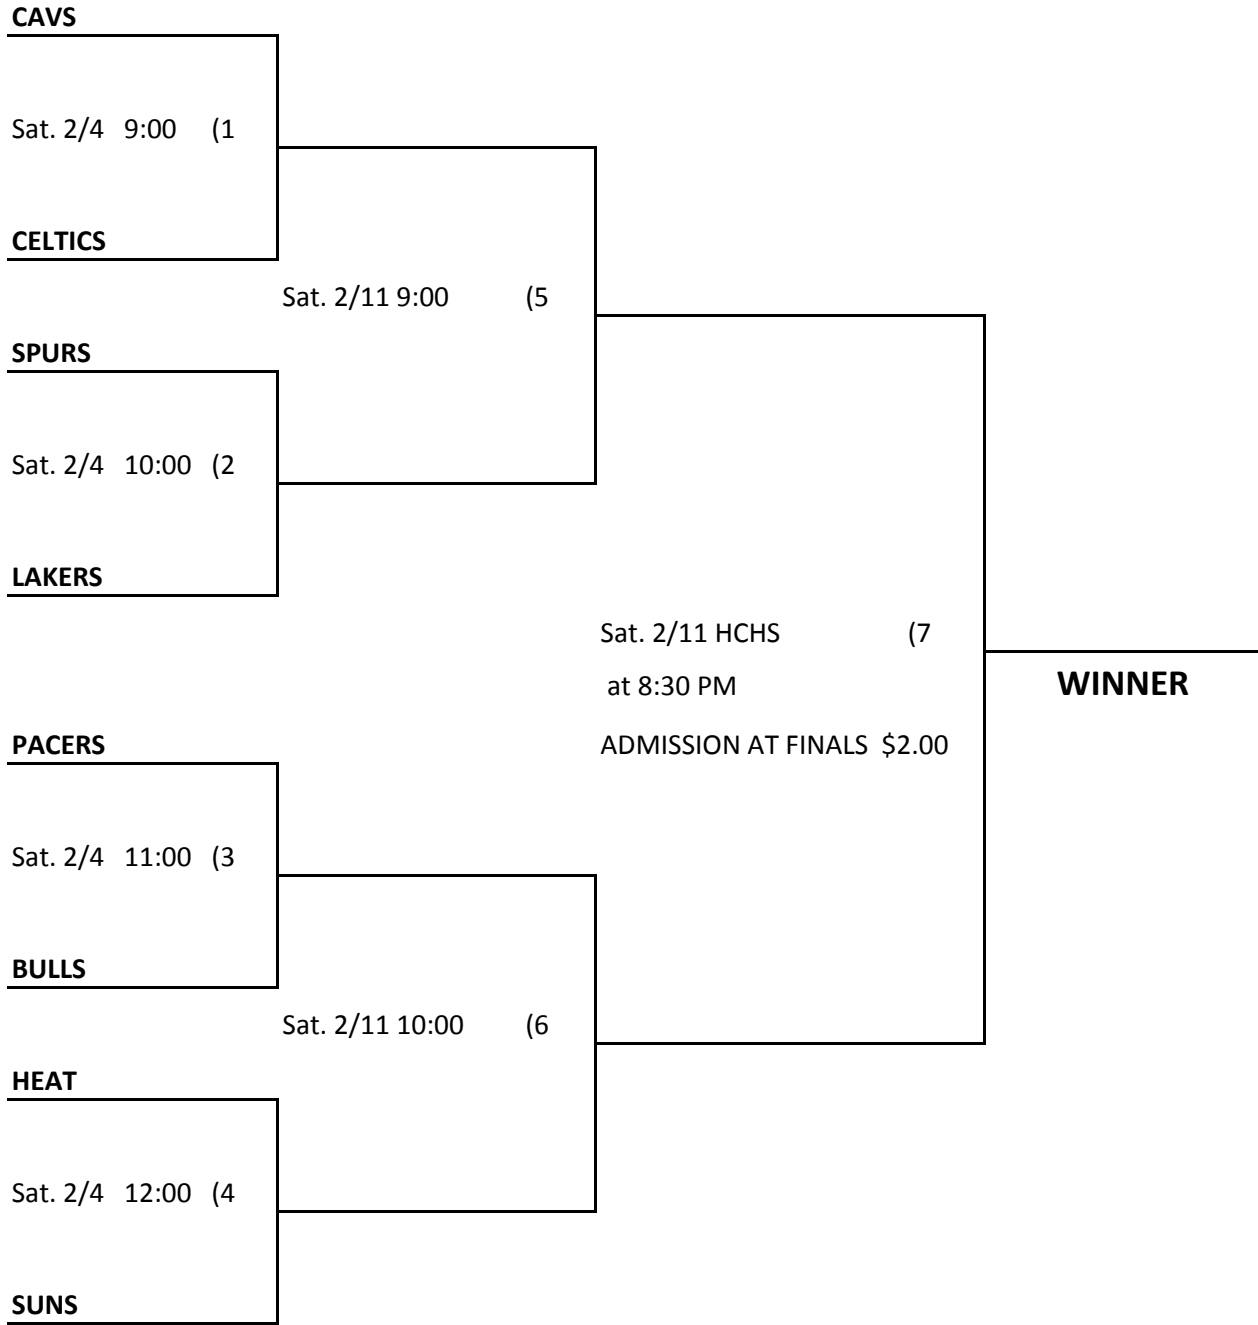 CAVS
Sat. 2/4 9:00 (1
CELTICS
Sat. 2/11 9:00 (5
SPURS
Sat. 2/4 10:00 (2
LAKERS
Sat. 2/11 HCHS (7
at 8:30 PM
WINNER
ADMISSION AT FINALS $2.00
PACERS
Sat. 2/4 11:00 (3
BULLS
Sat. 2/11 10:00 (6
HEAT
Sat. 2/4 12:00 (4
SUNS